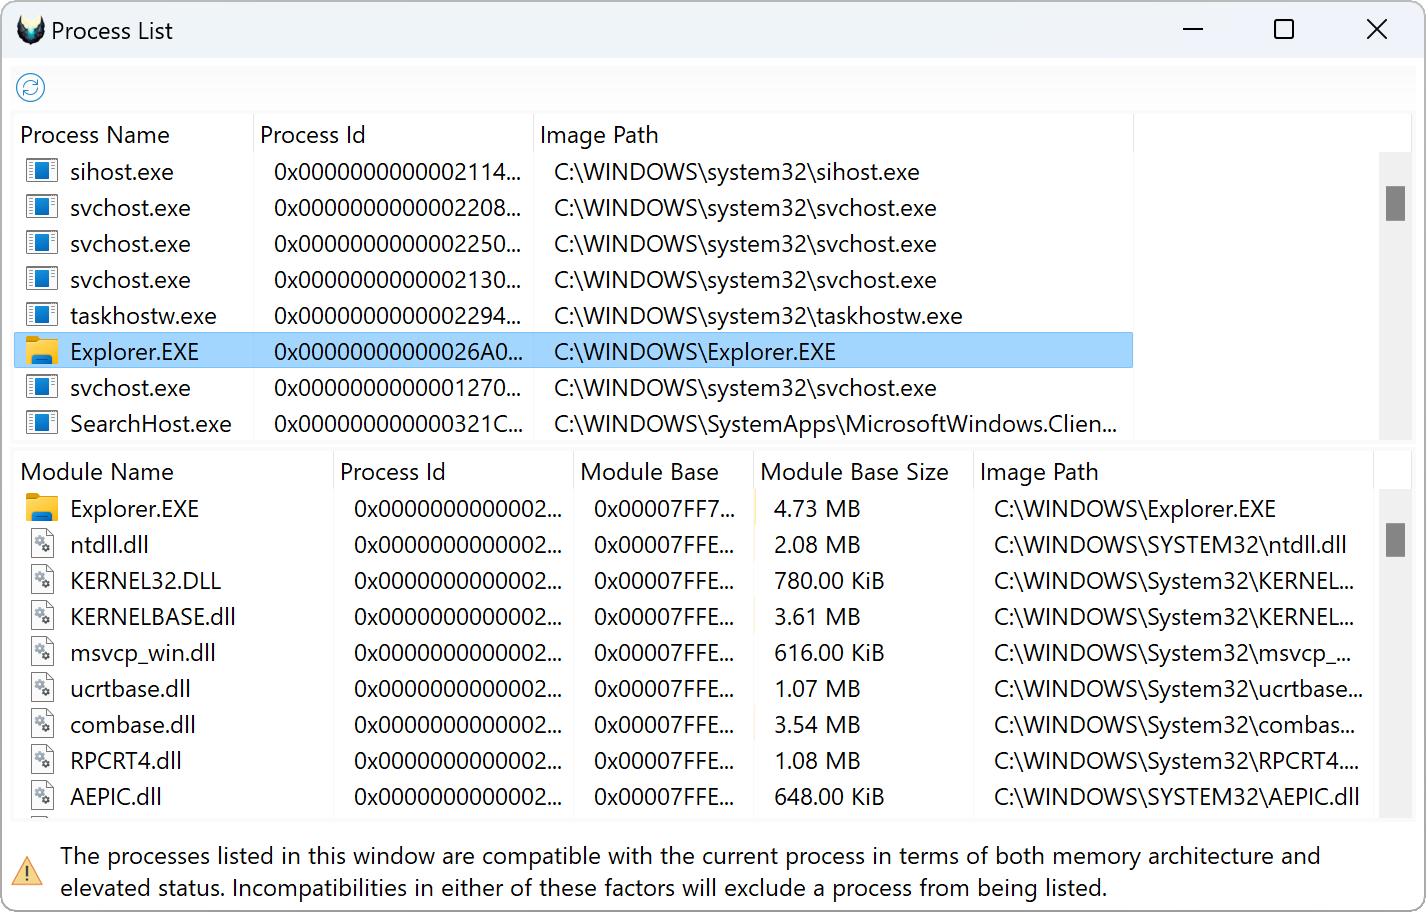 Process List
Process Name Process Id Image Path
sihost.exe 0x0000000000002114... C:\WINDOWS\system32\sihost.exe
svchost.exe 0x0000000000002208... C:\WINDOWS\system32\svchost.exe
svchost.exe 0x0000000000002250... C:\WINDOWS\system32\svchost.exe
svchost.exe 0x0000000000002130... C:\WINDOWS\system32\svchost.exe
taskhostw.exe 0x0000000000002294... C:\WINDOWS\system32\taskhostw.exe
Explorer.EXE 0x00000000000026A0... C:\WINDOWS\Explorer.EXE
svchost.exe 0x0000000000001270... C:\WINDOWS\system32\svchost.exe
SearchHost.exe 0x000000000000321C... C:\WINDOWS\SystemApps\MicrosoftWindows.Clien...
Module Name Process Id Module Base Module Base Size Image Path
Explorer.EXE 0x0000000000002... 0x00007FF7... 4.73 MB C:\WINDOWS\Explorer.EXE
ntdll.dll 0x0000000000002... 0x00007FFE... 2.08 MB C:\WINDOWS\SYSTEM32\ntdll.dll
KERNEL32.DLL 0x0000000000002... 0x00007FFE... 780.00 KiB C:\WINDOWS\System32\KERNEL...
KERNELBASE.dll 0x0000000000002... 0x00007FFE... 3.61 MB C:\WINDOWS\System32\KERNEL...
msvcp_win.dll 0x0000000000002... 0x00007FFE... 616.00 KiB C:\WINDOWS\System32\msvcp_...
ucrtbase.dll 0x0000000000002... 0x00007FFE... 1.07 MB C:\WINDOWS\System32\ucrtbase...
combase.dll 0x0000000000002... 0x00007FFE... 3.54 MB C:\WINDOWS\System32\combas...
RPCRT4.dll 0x0000000000002... 0x00007FFE... 1.08 MB C:\WINDOWS\System32\RPCRT4....
AEPIC.dll 0x0000000000002... 0x00007FFE... 648.00 KiB C:\WINDOWS\SYSTEM32\AEPIC.dll
The processes listed in this window are compatible with the current process in terms of both memory architecture and
elevated status. Incompatibilities in either of these factors will exclude a process from being listed.